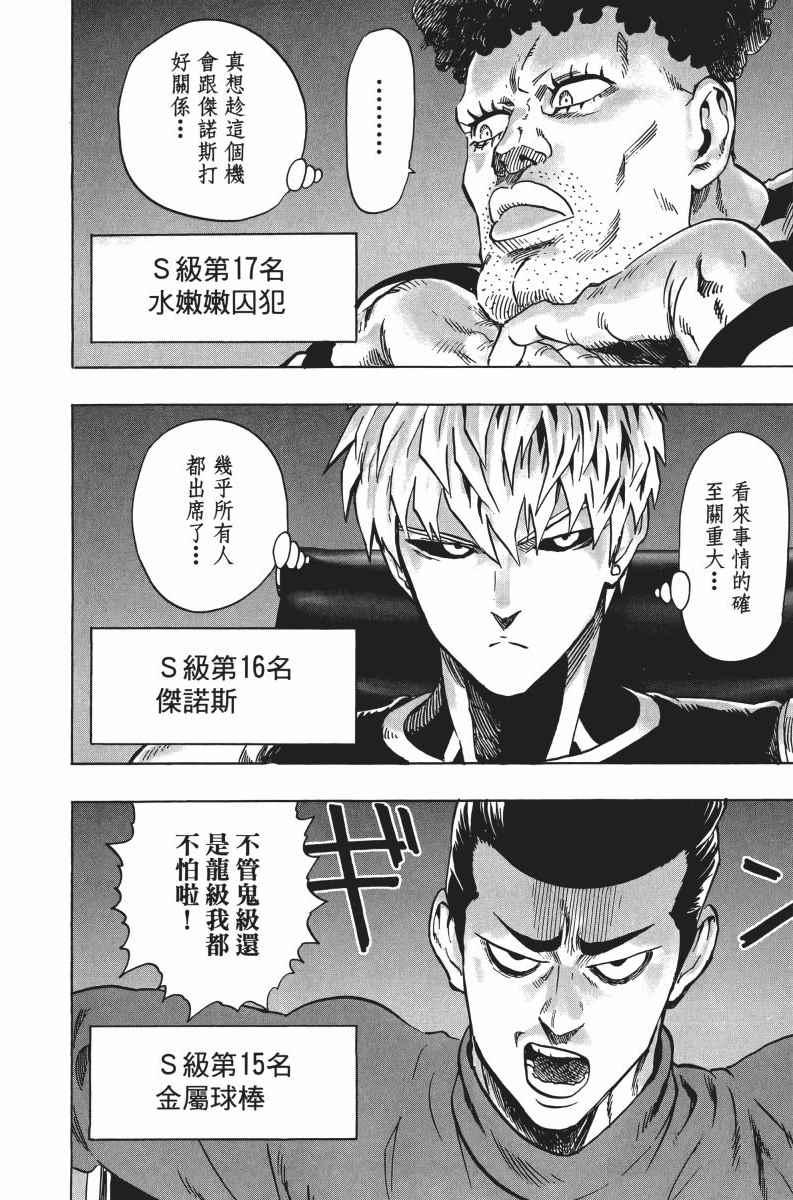 ………
真想趁這個機
會跟傑諾斯打
好關係…
S級第17名
水嫩嫩囚犯
看來事情的確
至關重大…
幾乎所有人
都出席了…
S級第16名
傑諾斯
ギン
不管鬼級還
是龍級我都
不怕啦！
S級第15名
金屬球棒